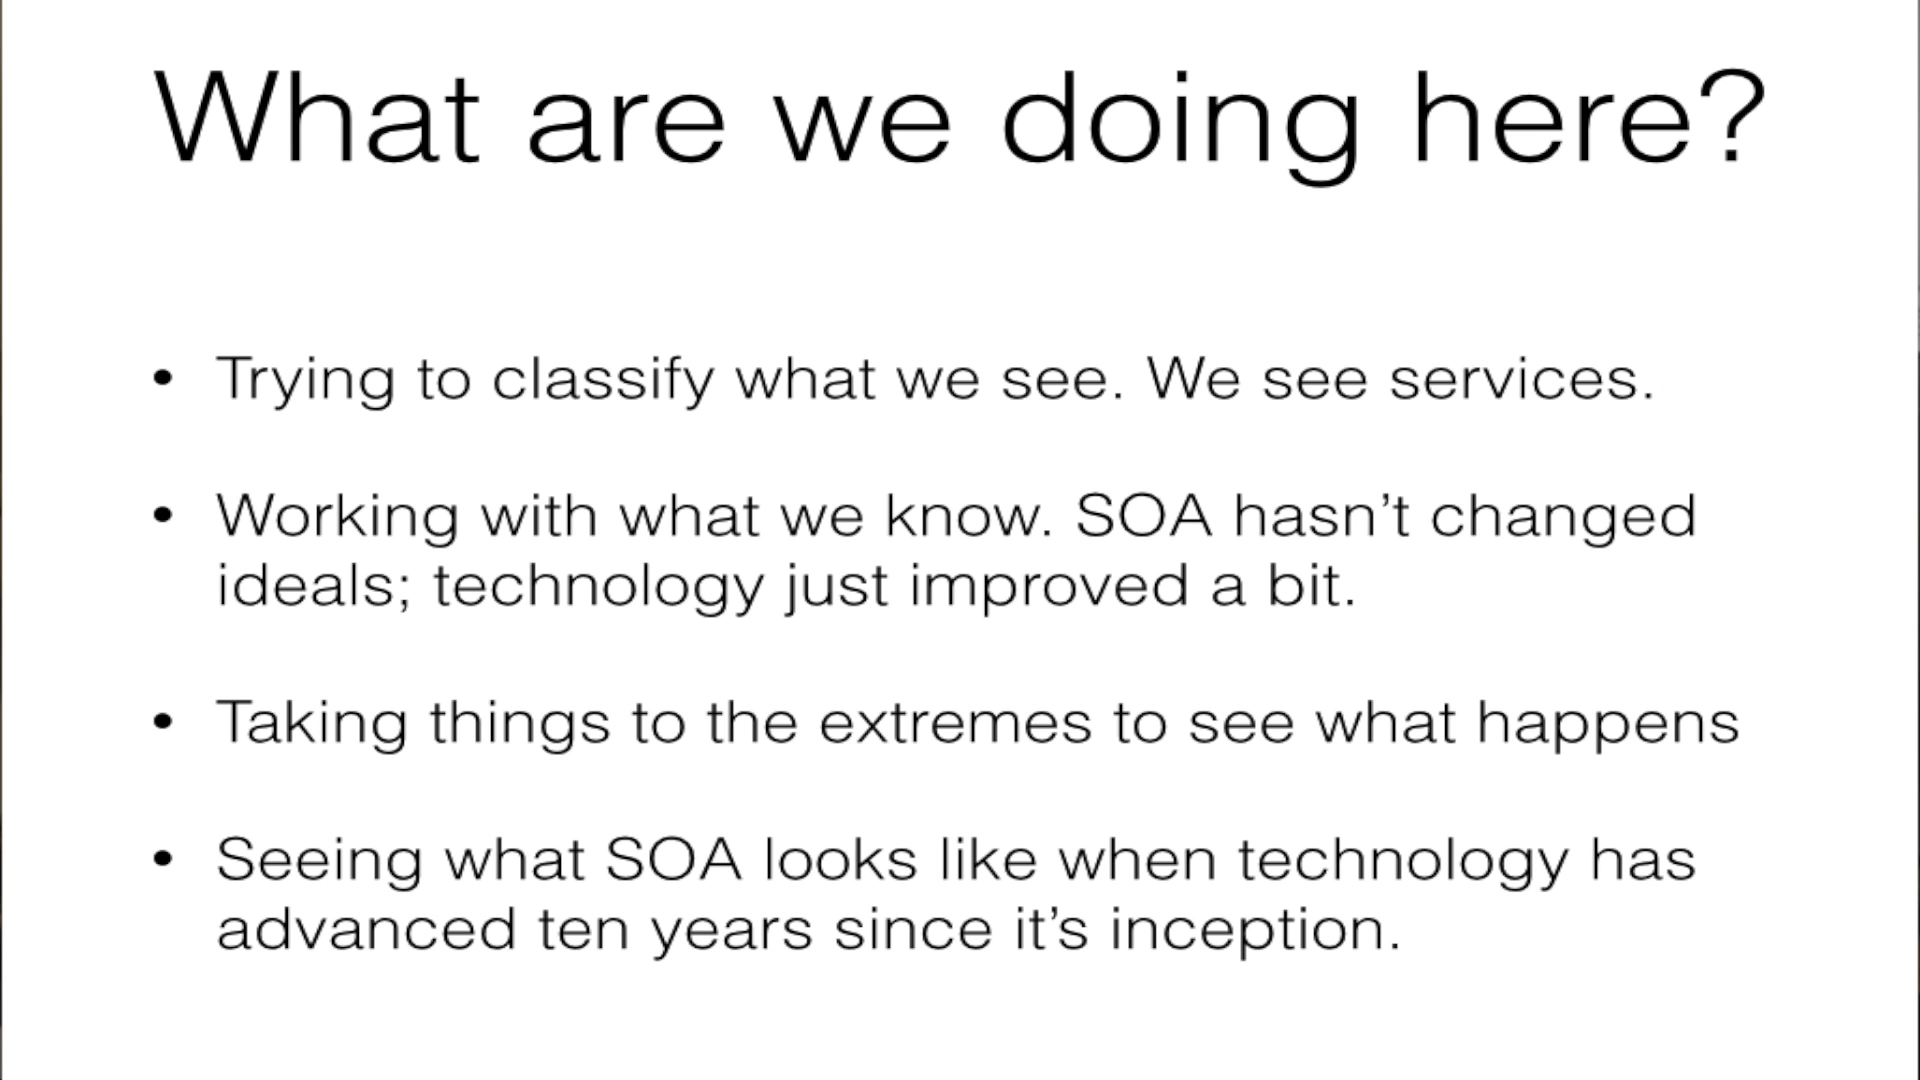 What are we doing here?
• Trying to classify what we see. We see services.
• Working with what we know. SOA hasn’t changed
ideals; technology just improved a bit.
• Taking things to the extremes to see what happens
• Seeing what SOA looks like when technology has
advanced ten years since it’s inception.